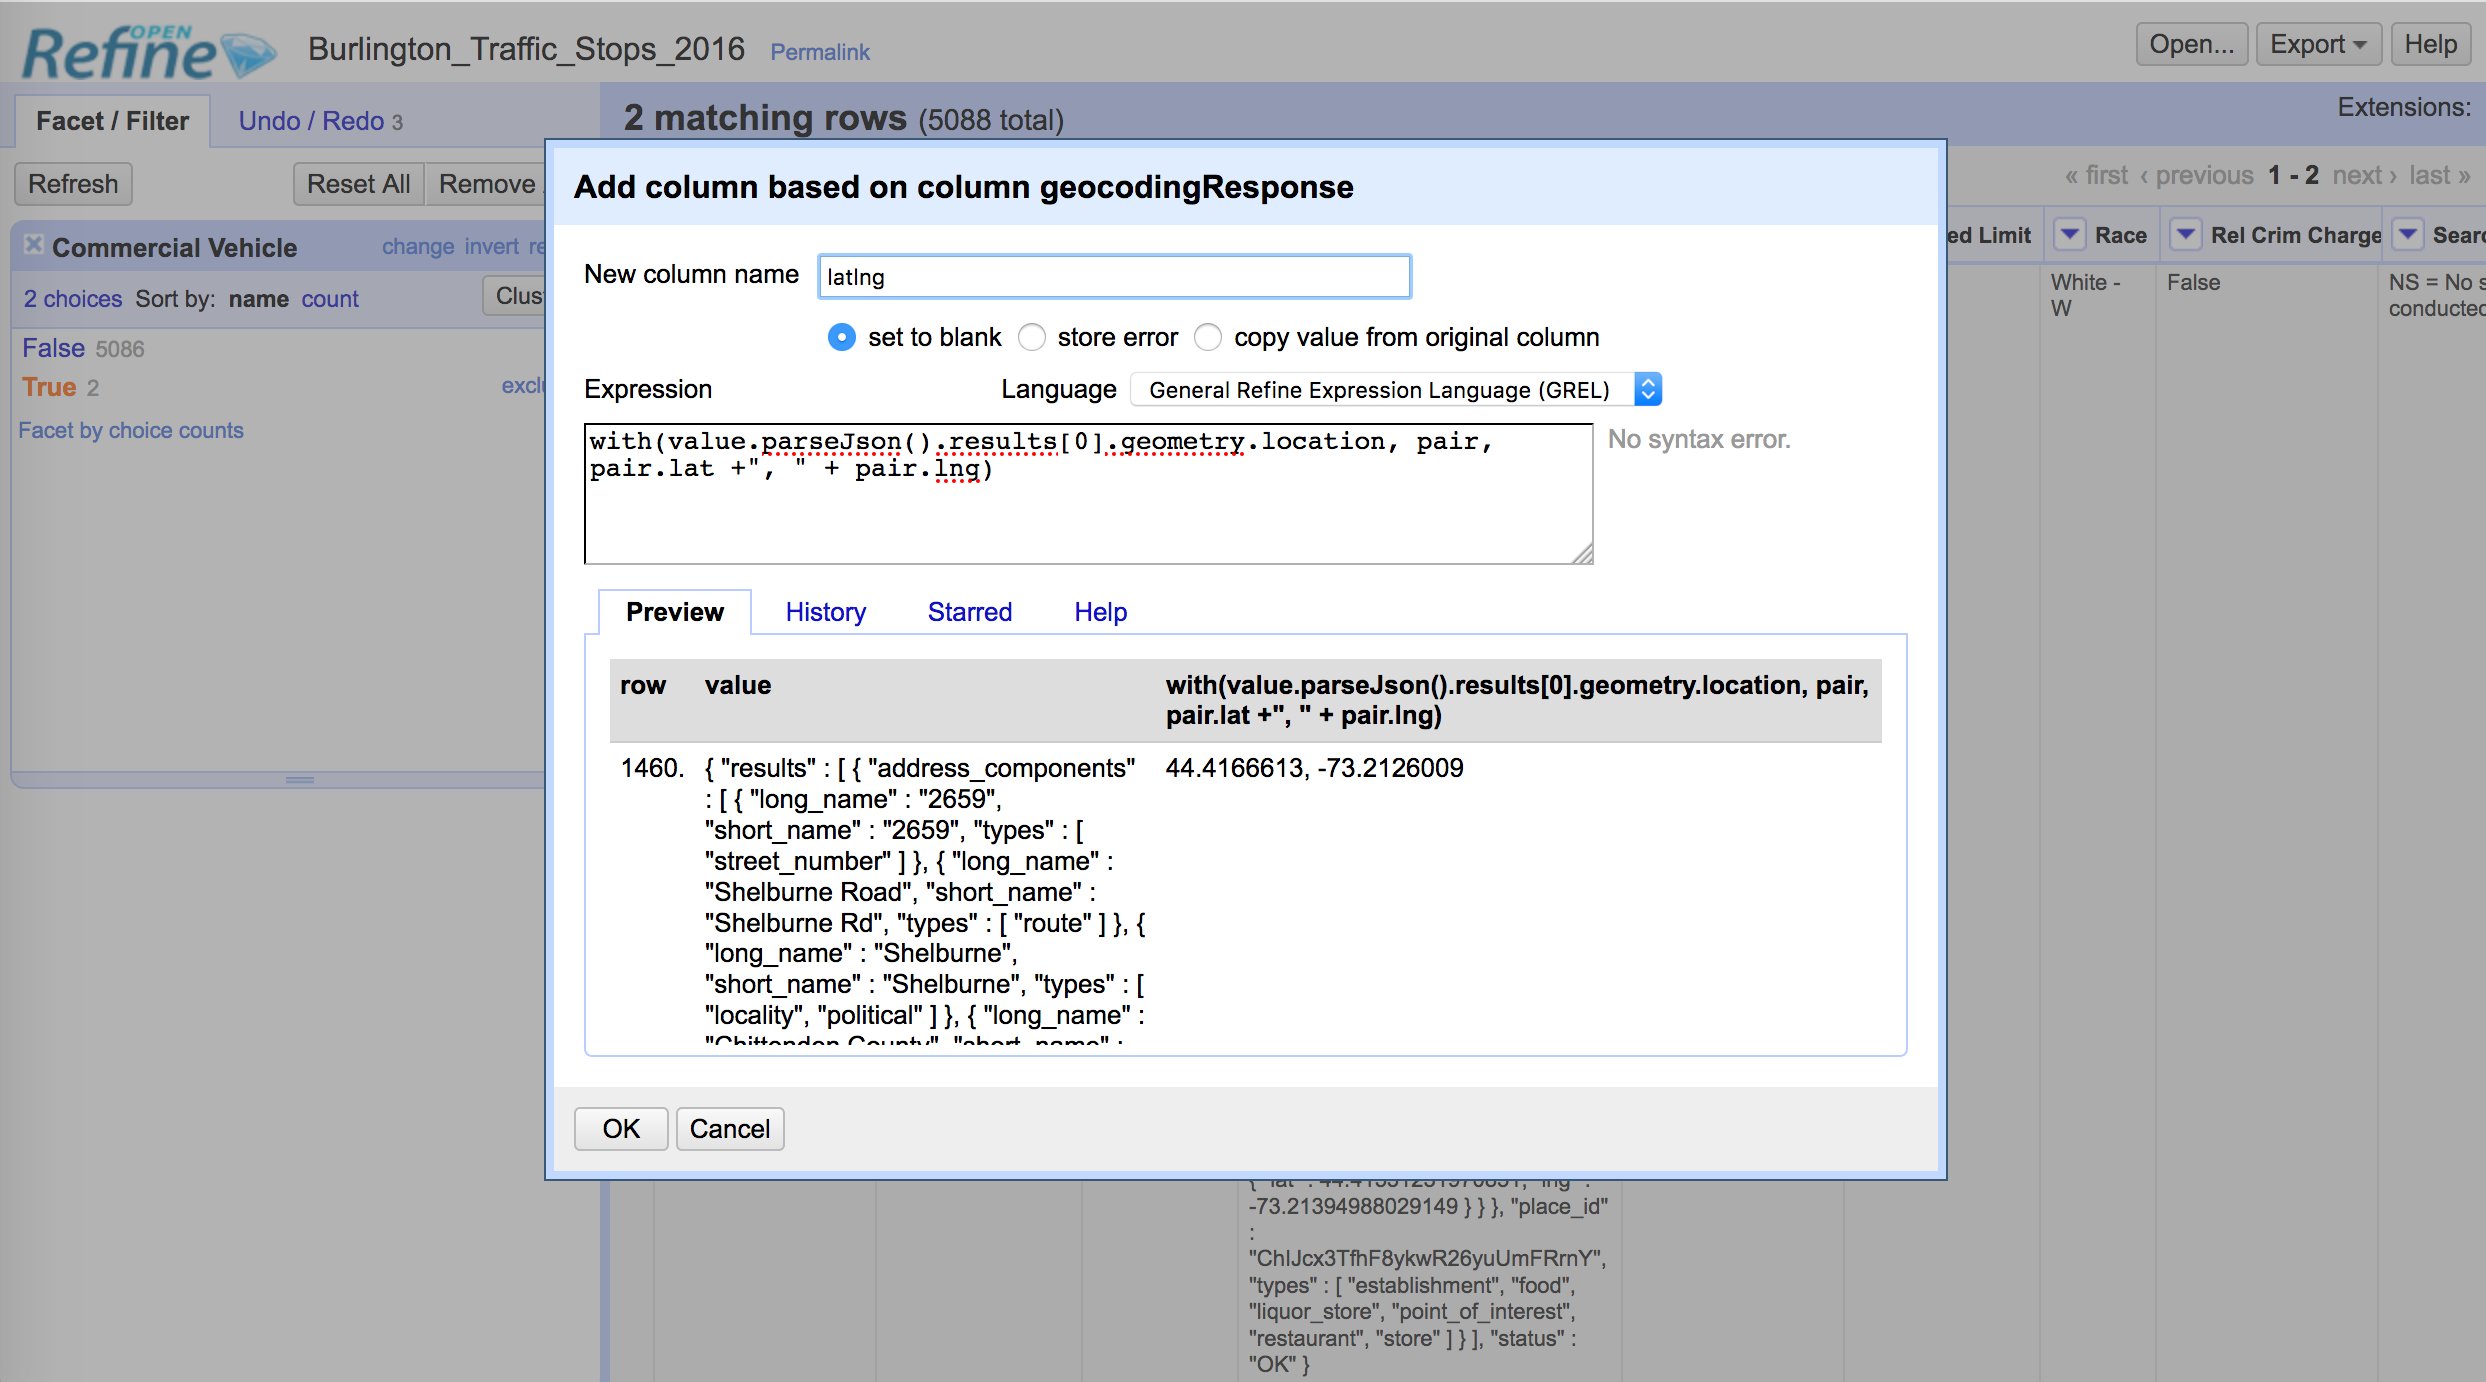 OPEN
Refine
Burlington_Traffic_Stops_2016 Permalink
Open... Export Help
Facet / Filter Undo / Redo 3
2 matching rows (5088 total)
Extensions:
Refresh Reset All Remove
« first ‹ previous 1 - 2 next › last »
Commercial Vehicle change invert re
2 choices Sort by: name count Clus
False 5086
True 2 exclu
Facet by choice counts
ed Limit Race Rel Crim Charge Searc
White - False NS = No s
W conducted
Add column based on column geocodingResponse
New column name latlng
set to blank store error copy value from original column
Expression Language General Refine Expression Language (GREL)
with(value.parseJson().results[0].geometry.location, pair,
pair.lat +", " + pair.lng)
No syntax error.
Preview History Starred Help
row value with(value.parseJson().results[0].geometry.location, pair,
pair.lat +", " + pair.lng)
1460. { "results" : [ { "address_components" 44.4166613, -73.2126009
: [ { "long_name" : "2659",
"short_name" : "2659", "types" : [
"street_number" ] }, { "long_name" :
"Shelburne Road", "short_name" :
"Shelburne Rd", "types" : [ "route" ] }, {
"long_name" : "Shelburne",
"short_name" : "Shelburne", "types" : [
"locality", "political" ] }, { "long_name" :
"Chittenden County", "short_name" :
OK Cancel
-73.21394988029149 } } }, "place_id"
:
"ChIJcx3TfhF8ykwR26yuUmFRrnY",
"types" : [ "establishment", "food",
"liquor_store", "point_of_interest",
"restaurant", "store" ] } ], "status" :
"OK" }